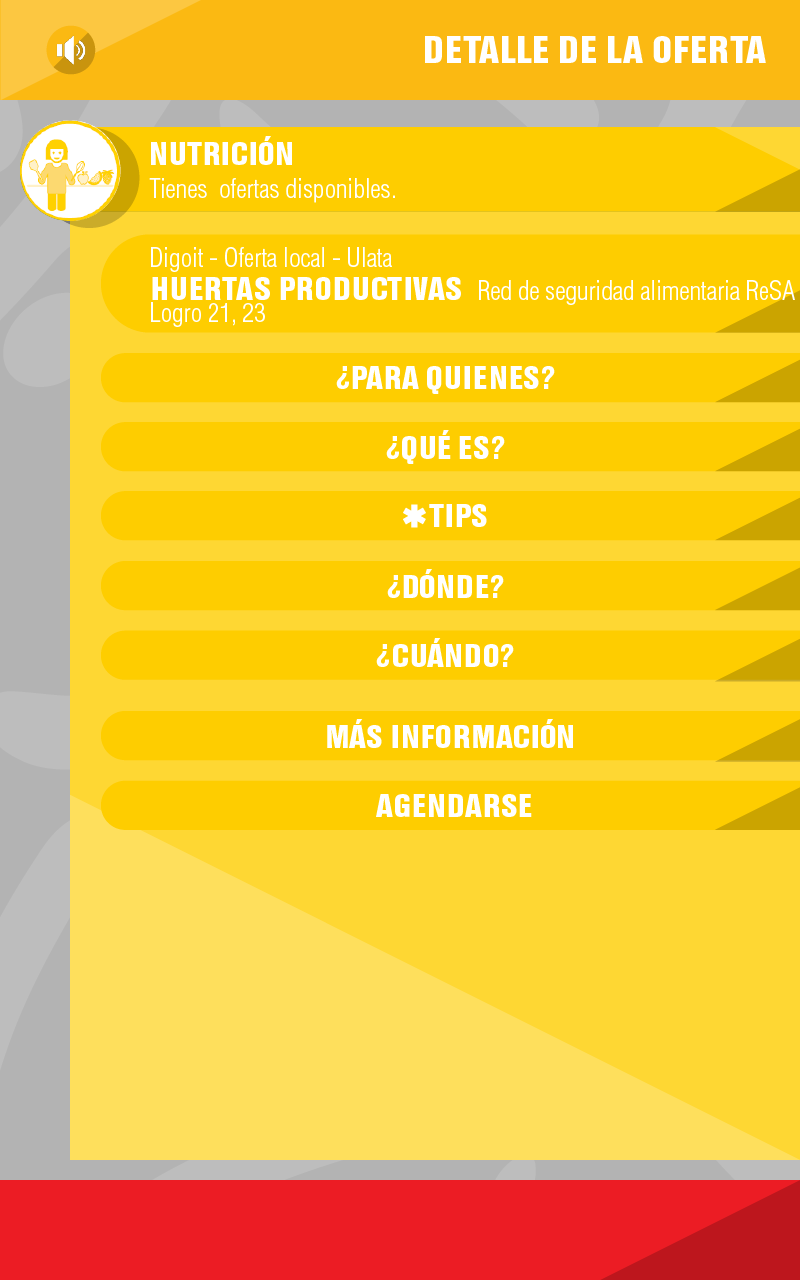 DETALLE DE LA OFERTA
NUTRICIÓN
Tienes ofertas disponibles.
Digoit - Oferta local - Ulata
HUERTAS PRODUCTIVAS Red de seguridad alimentaria ReSA
Logro 21, 23
¿PARA QUIENES?
¿QUÉ ES?
✱TIPS
¿DÓNDE?
¿CUÁNDO?
MÁS INFORMACIÓN
AGENDARSE